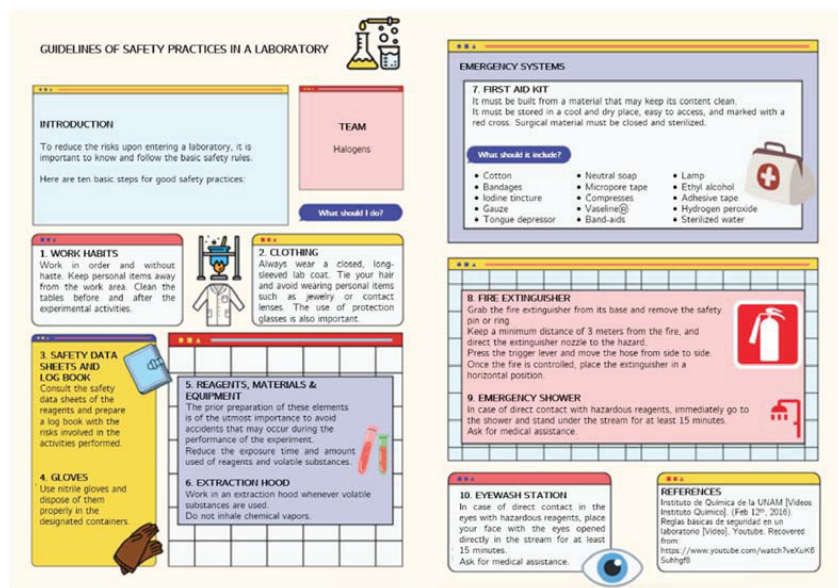 GUIDELINES OF SAFETY PRACTICES IN A LABORATORY
INTRODUCTION
To reduce the risks upon entering a laboratory, it is
important to know and follow the basic safety rules.
Here are ten basic steps for good safety practices:
TEAM
Halogens
What should I do?
1. WORK HABITS
Work in order and without
haste. Keep personal items away
from the work area. Clean the
tables before and after the
experimental activities.
2. CLOTHING
Always wear a closed, long-
sleeved lab coat. Tie your hair
and avoid wearing personal items
such as jewelry or contact
lenses. The use of protection
glasses is also important.
3. SAFETY DATA
SHEETS AND
LOG BOOK
Consult the safety
data sheets of the
reagents and prepare
a log book with the
risks involved in the
activities performed.
4. GLOVES
Use nitrile gloves and
dispose of them
properly in the
designated containers.
5. REAGENTS, MATERIALS &
EQUIPMENT
The prior preparation of these elements
is of the utmost importance to avoid
accidents that may occur during the
performance of the experiment.
Reduce the exposure time and amount
used of reagents and volatile substances.
6. EXTRACTION HOOD
Work in an extraction hood whenever volatile
substances are used.
Do not inhale chemical vapors.
EMERGENCY SYSTEMS
7. FIRST AID KIT
It must be built from a material that may keep its content clean.
It must be stored in a cool and dry place, easy to access, and marked with a
red cross. Surgical material must be closed and sterilized.
What should it include?
• Cotton
• Bandages
• Iodine tincture
• Gauze
• Tongue depressor
• Neutral soap
• Micropore tape
• Compresses
• Vaseline®
• Band-aids
• Lamp
• Ethyl alcohol
• Adhesive tape
• Hydrogen peroxide
• Sterilized water
8. FIRE EXTINGUISHER
Grab the fire extinguisher from its base and remove the safety
pin or ring.
Keep a minimum distance of 3 meters from the fire, and
direct the extinguisher nozzle to the hazard.
Press the trigger lever and move the hose from side to side.
Once the fire is controlled, place the extinguisher in a
horizontal position.
9. EMERGENCY SHOWER
In case of direct contact with hazardous reagents, immediately go to
the shower and stand under the stream for at least 15 minutes.
Ask for medical assistance.
10. EYEWASH STATION
In case of direct contact in the
eyes with hazardous reagents, place
your face with the eyes opened
directly in the stream for at least
15 minutes.
Ask for medical assistance.
REFERENCES
Instituto de Química de la UNAM [Videos
Instituto Quimico]. (Feb 12th, 2016).
Reglas básicas de seguridad en un
laboratorio [Video]. Youtube. Recovered
from:
https://www.youtube.com/watch?veXuK6
Suhhgf8